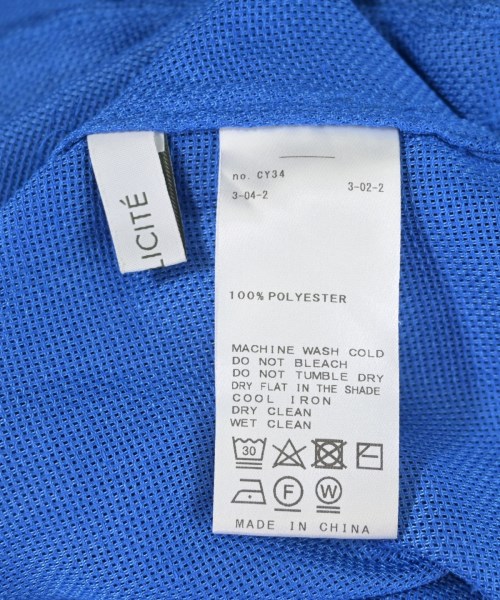 LICITÉ
no. CY34
3-04-2 3-02-2
100% POLYESTER
MACHINE WASH COLD
DO NOT BLEACH
DO NOT TUMBLE DRY
DRY FLAT IN THE SHADE
COOL IRON
DRY CLEAN
WET CLEAN
30
F W
MADE IN CHINA